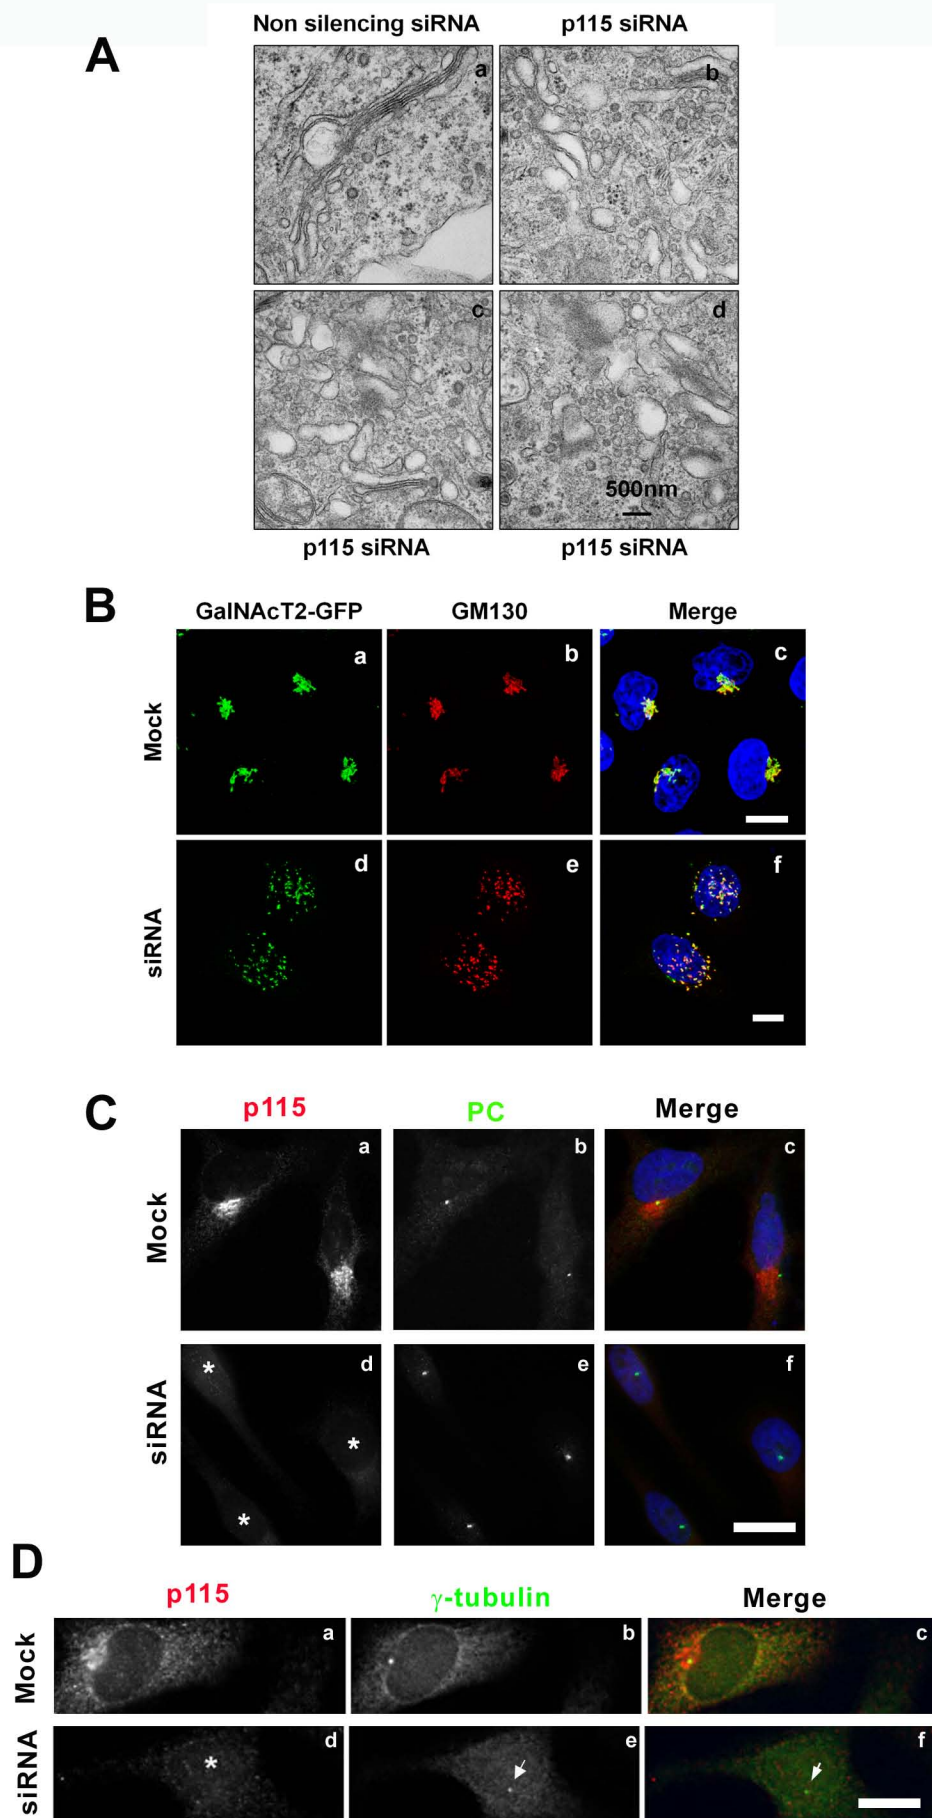 Non silencing siRNA p115 siRNA
A
a b
c d
500nm
p115 siRNA p115 siRNA
B
GalNAcT2-GFP GM130 Merge
Mock a b c
siRNA d e f
C
p115 PC Merge
Mock a b c
siRNA * d e f
*
*
D
p115 γ-tubulin Merge
Mock a b c
siRNA * d e f